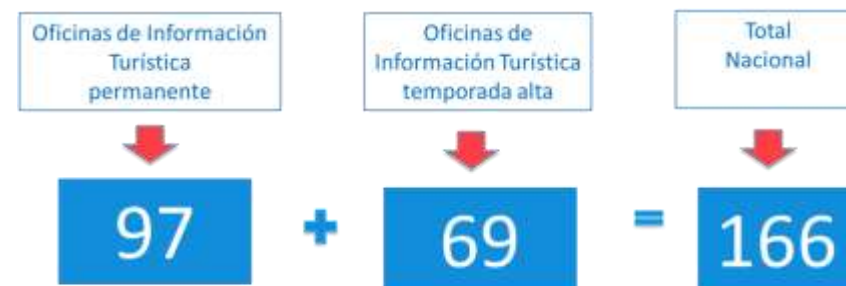 Oficinas de Información
Turística
permanente
Oficinas de
Información Turística
temporada alta
Total
Nacional
97
+
69
=
166